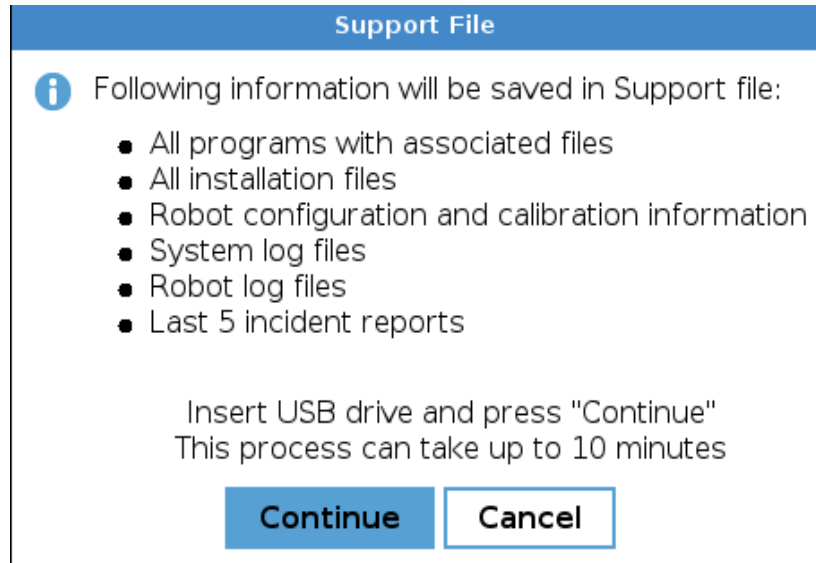 Support File
Following information will be saved in Support file:
All programs with associated files
All installation files
Robot configuration and calibration information
System log files
Robot log files
Last 5 incident reports
Insert USB drive and press "Continue"
This process can take up to 10 minutes
Continue
Cancel